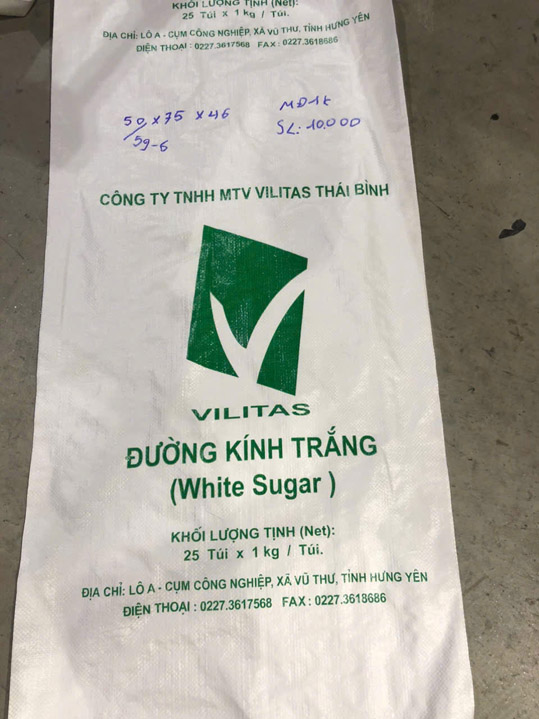 KHỐI LƯỢNG TỊNH (Net):
25 Túi x 1 kg / Túi.
ĐỊA CHỈ: LÔ A - CỤM CÔNG NGHIỆP, XÃ VŨ THƯ, TỈNH HƯNG YÊN
ĐIỆN THOẠI : 0227.3617568 FAX : 0227.3618686
50 x 75 x 46 MĐ1t
59-6 SL: 10.000
CÔNG TY TNHH MTV VILITAS THÁI BÌNH
VILITAS
ĐƯỜNG KÍNH TRẮNG
(White Sugar )
KHỐI LƯỢNG TỊNH (Net):
25 Túi x 1 kg / Túi.
ĐỊA CHỈ: LÔ A - CỤM CÔNG NGHIỆP, XÃ VŨ THƯ, TỈNH HƯNG YÊN
ĐIỆN THOẠI : 0227.3617568 FAX : 0227.3618686